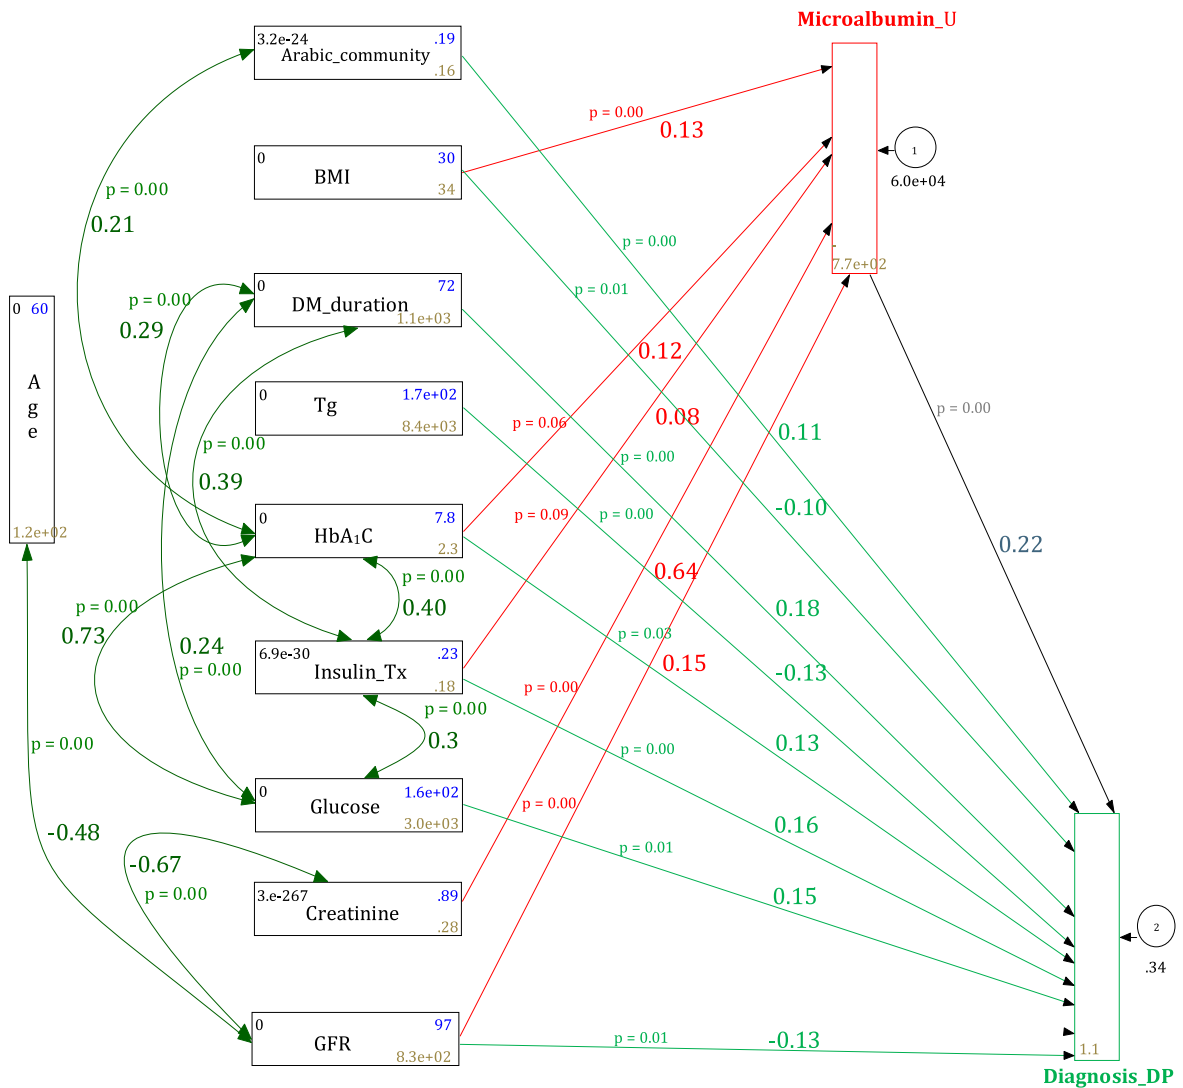 Microalbumin_U
3.2e-24
.19
Arabic_community
.16
p = 0.00
0.13
1
6.0e+04
0
30
BMI
34
p = 0.00
0.21
p = 0.00
-
7.7e+02
p = 0.01
0
72
DM_duration
1.1e+03
p = 0.00
0.29
0 60
A
g
e
1.2e+02
0.12
0
1.7e+02
Tg
8.4e+03
p = 0.00
0.08
p = 0.06
0.11
p = 0.00
0.39
p = 0.00
0
7.8
HbA₁C
2.3
p = 0.09
p = 0.00
-0.10
0.22
p = 0.00
0.40
0.64
p = 0.00
0.73
0.18
p = 0.03
6.9e-30
.23
Insulin_Tx
.18
0.24
p = 0.00
0.15
-0.13
p = 0.00
p = 0.00
0.3
p = 0.00
p = 0.00
0.13
0
1.6e+02
Glucose
3.0e+03
p = 0.00
0.16
-0.48
p = 0.01
-0.67
p = 0.00
3.e-267
.89
Creatinine
.28
0.15
2
.34
0
97
GFR
8.3e+02
p = 0.01
-0.13
1.1
Diagnosis_DP